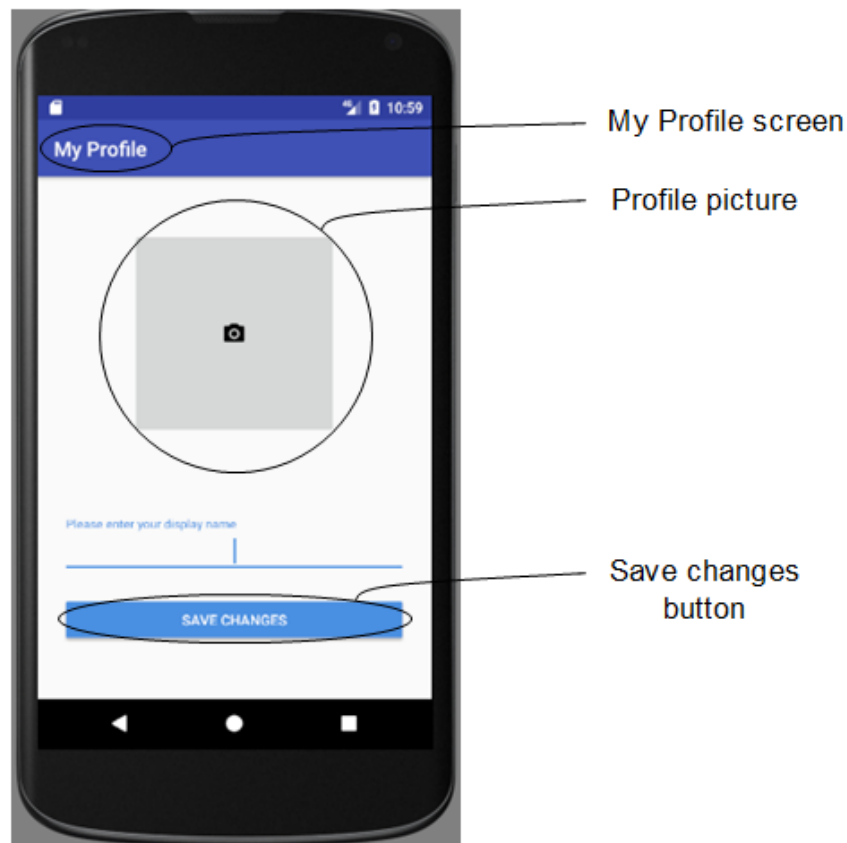 10:59
My Profile
My Profile screen
Profile picture
Please enter your display name
SAVE CHANGES
Save changes
button